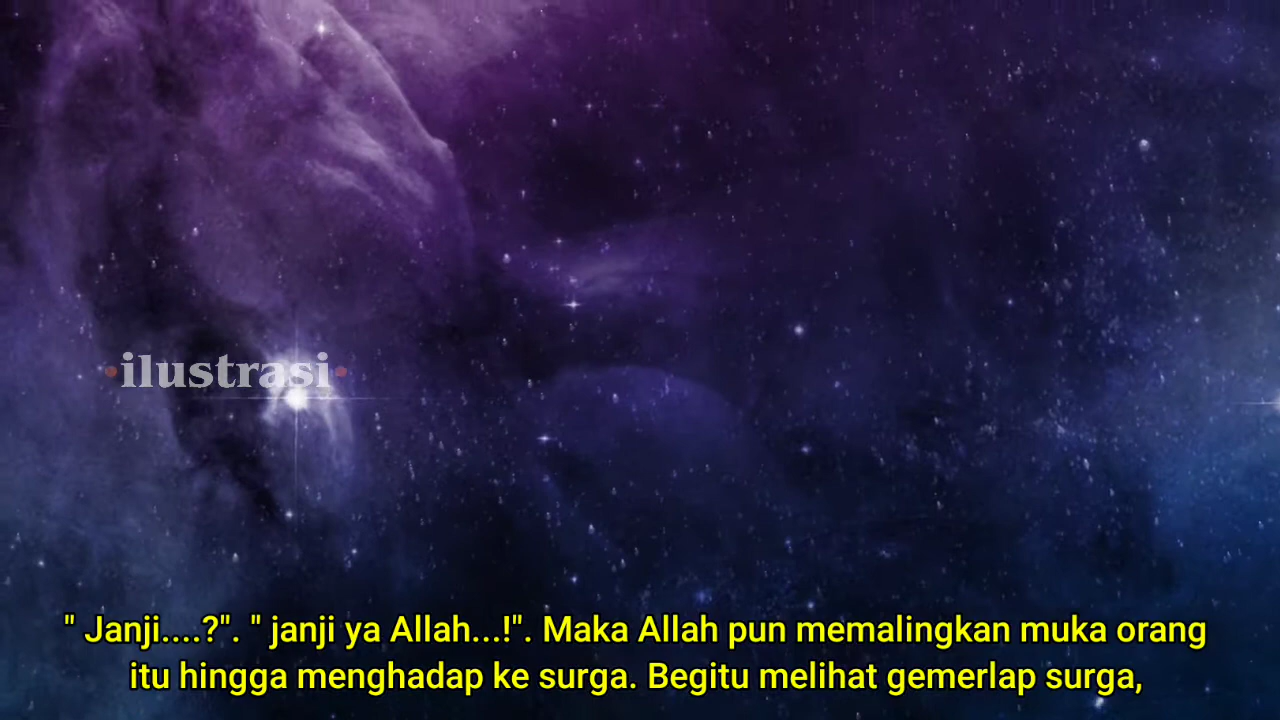 •ilustrasi•
" Janji....?". " janji ya Allah...!". Maka Allah pun memalingkan muka orang
itu hingga menghadap ke surga. Begitu melihat gemerlap surga,